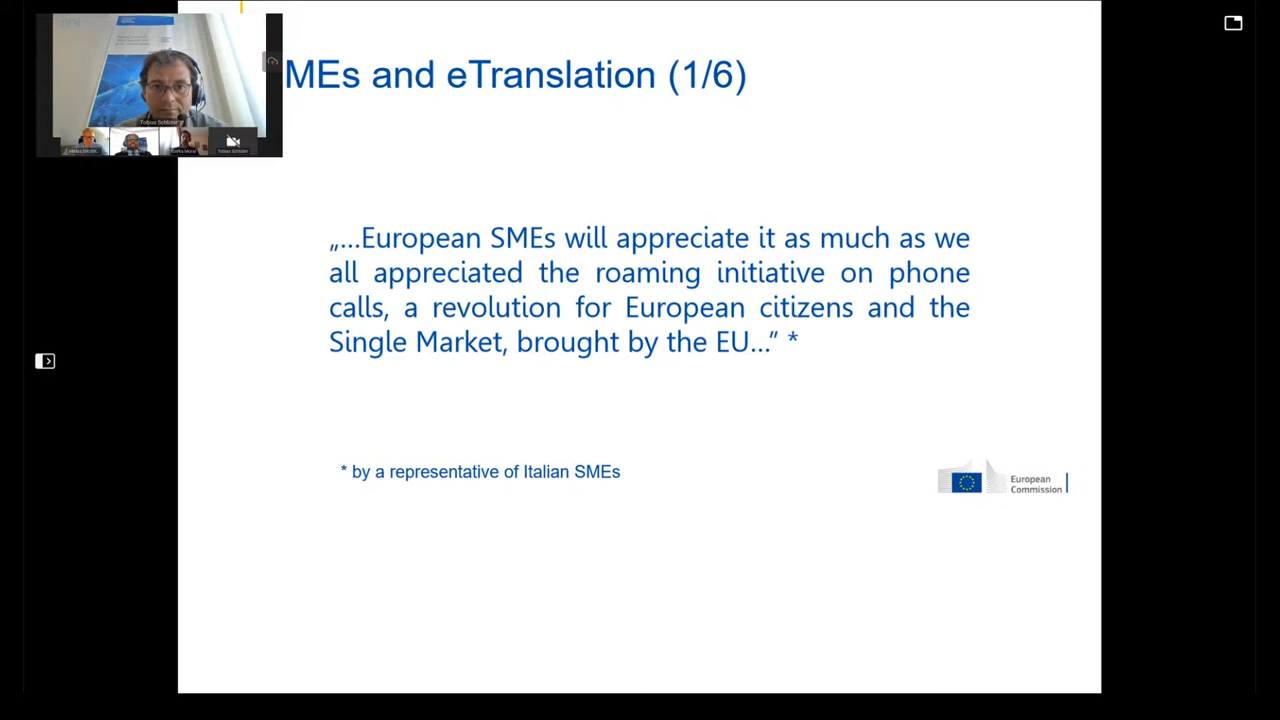 MEs and eTranslation (1/6)
„...European SMEs will appreciate it as much as we
all appreciated the roaming initiative on phone
calls, a revolution for European citizens and the
Single Market, brought by the EU...” *
* by a representative of Italian SMEs
European
Commission